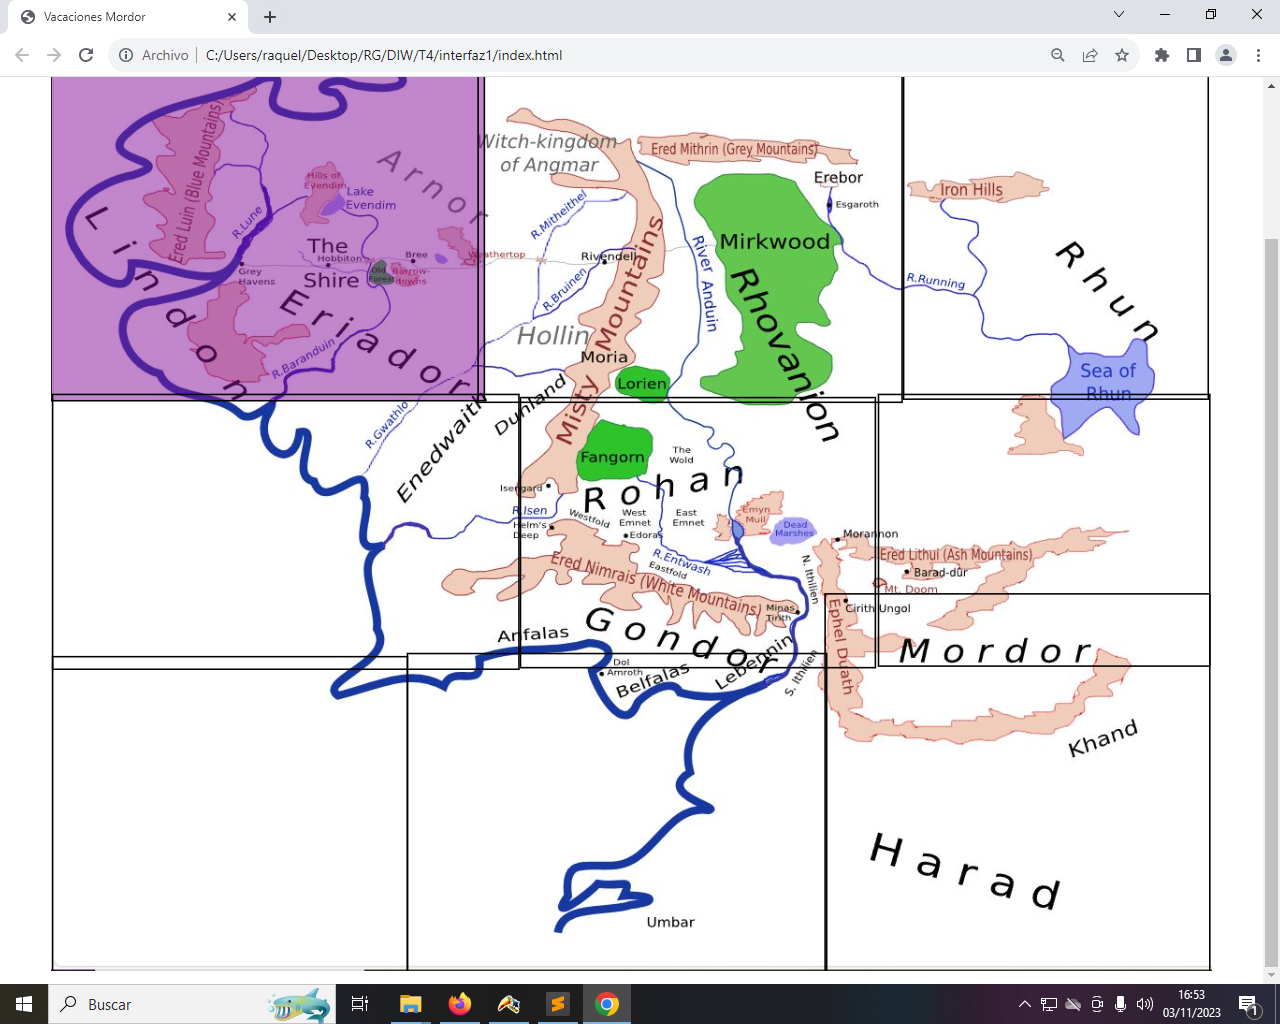 Vacaciones Mordor
Archivo
C:/Users/raquel/Desktop/RG/DIW/T4/interfaz1/index.html
Witch-kingdom
of Angmar
Ered Mithrin (Grey Mountains)
Erebor
Esgaroth
Iron Hills
Arnor
Ered Luin (Blue Mountains)
Hills of
Evendim
Lake
Evendim
R.Lune
Lindon
The
Shire
Hobbiton
Bree
Old
Forest
Barrow-
downs
Weathertop
Grey
Havens
Eriador
R.Baranduin
R.Mitheithel
Rivendell
R.Bruinen
Hollin
Moria
Misty Mountains
River Anduin
Mirkwood
Rhovanion
R.Running
Rhun
Sea of
Rhun
Lorien
Dunland
R.Gwathlo
Enedwaith
Fangorn
The
Wold
Rohan
Isengard
R.Isen
Helm's
Deep
Westfold
West
Emnet
East
Emnet
Edoras
Emyn
Muil
Dead
Marshes
Morannon
R.Entwash
Eastfold
Ered Nimrais (White Mountains)
N. Ithilien
Ered Lithui (Ash Mountains)
Barad-dûr
Mt. Doom
Cirith Ungol
Minas
Tirith
Gondor
Anfalas
Dol
Amroth
Belfalas
Lebennin
S. Ithilien
Ephel Duath
Mordor
Khand
Harad
Umbar
Buscar
16:53
03/11/2023
1